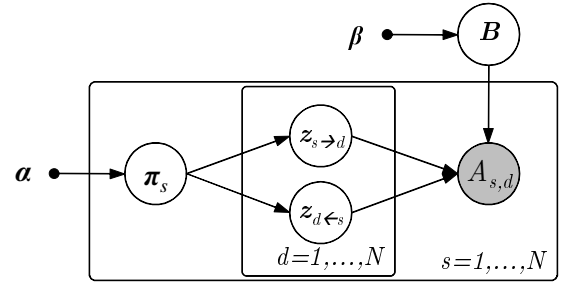 β
B
z_{s→d}
α
π_s
A_{s,d}
z_{d←s}
d=1,...,N
s=1,...,N